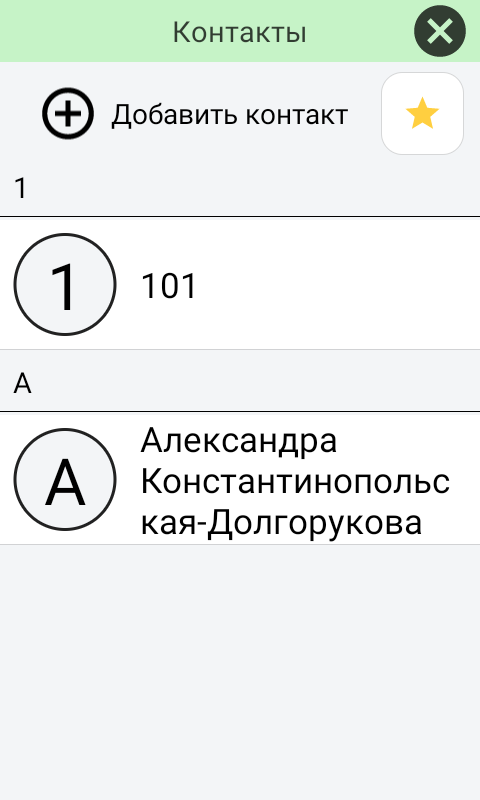 Контакты
Добавить контакт
1
1
101
А
А
Александра
Константинопольс
кая-Долгорукова